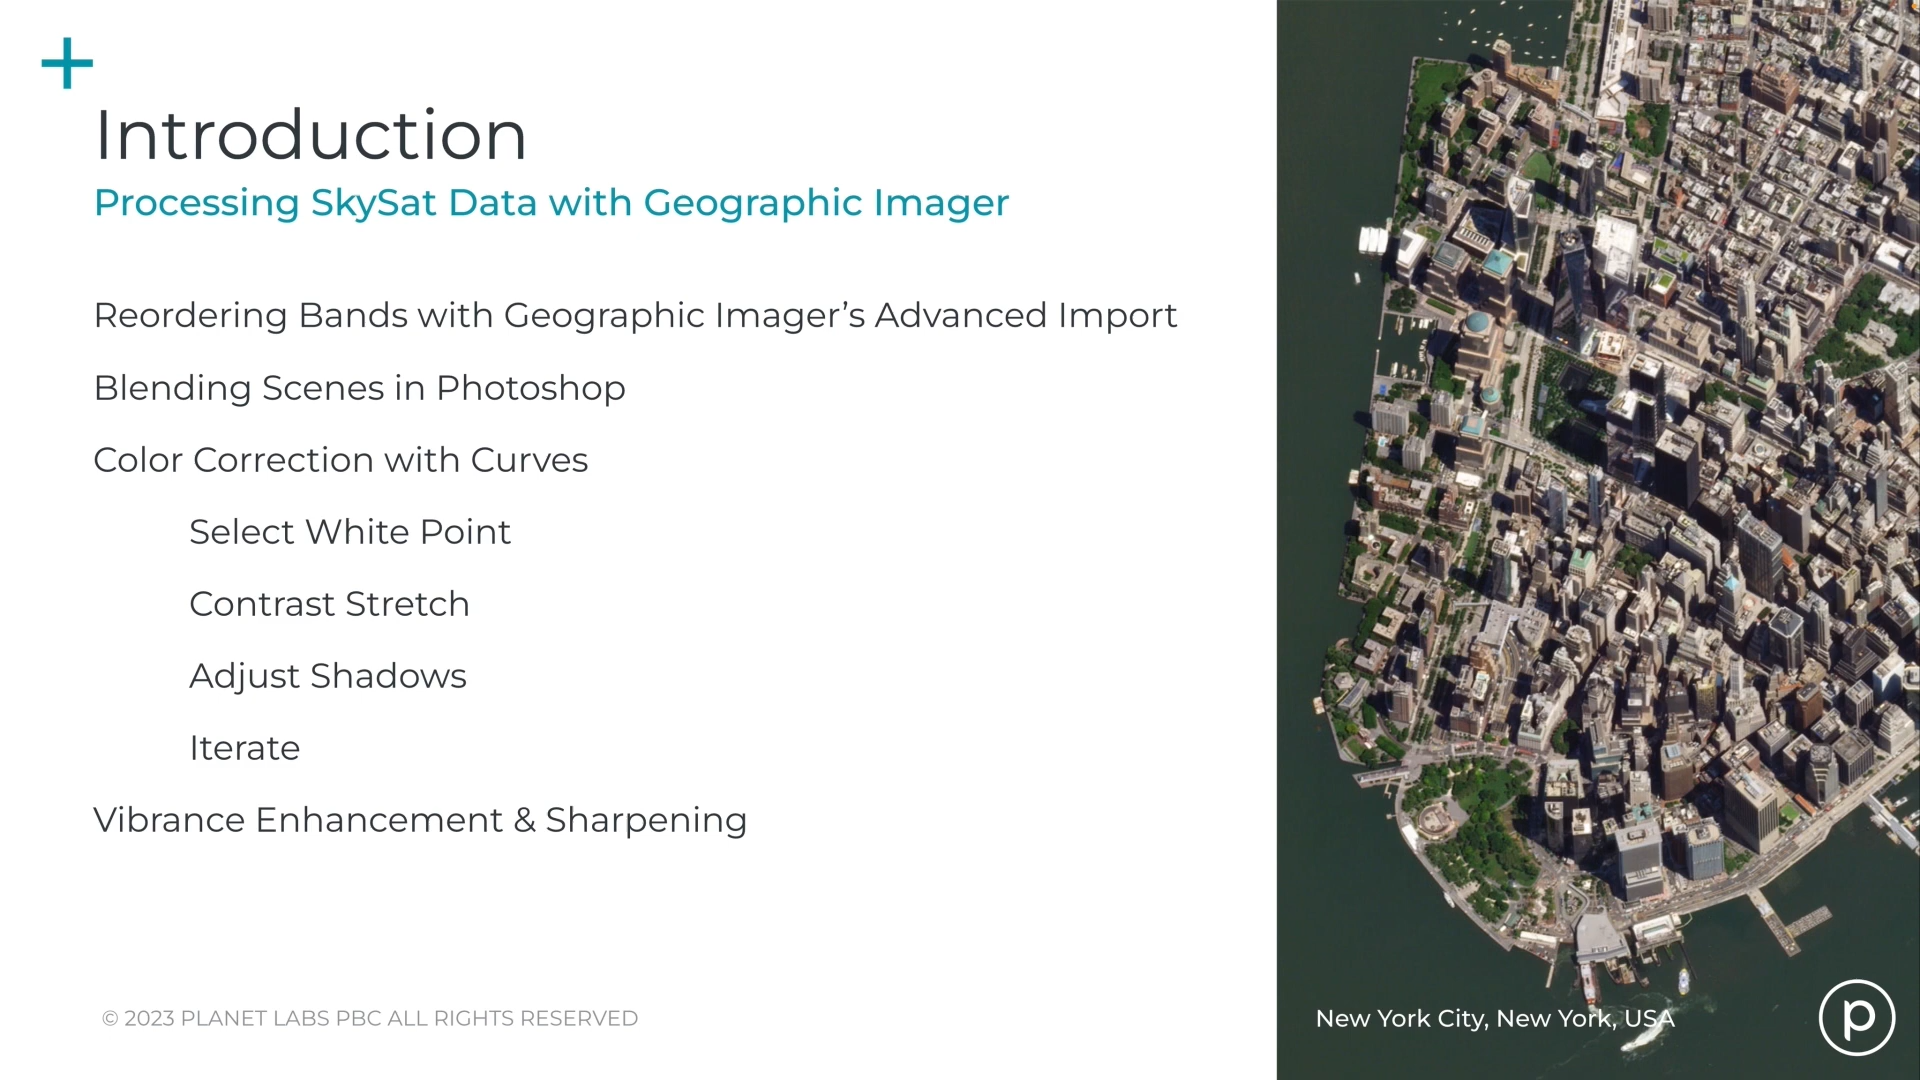 Introduction
Processing SkySat Data with Geographic Imager
Reordering Bands with Geographic Imager’s Advanced Import
Blending Scenes in Photoshop
Color Correction with Curves
Select White Point
Contrast Stretch
Adjust Shadows
Iterate
Vibrance Enhancement & Sharpening
© 2023 PLANET LABS PBC ALL RIGHTS RESERVED
New York City, New York, USA
p